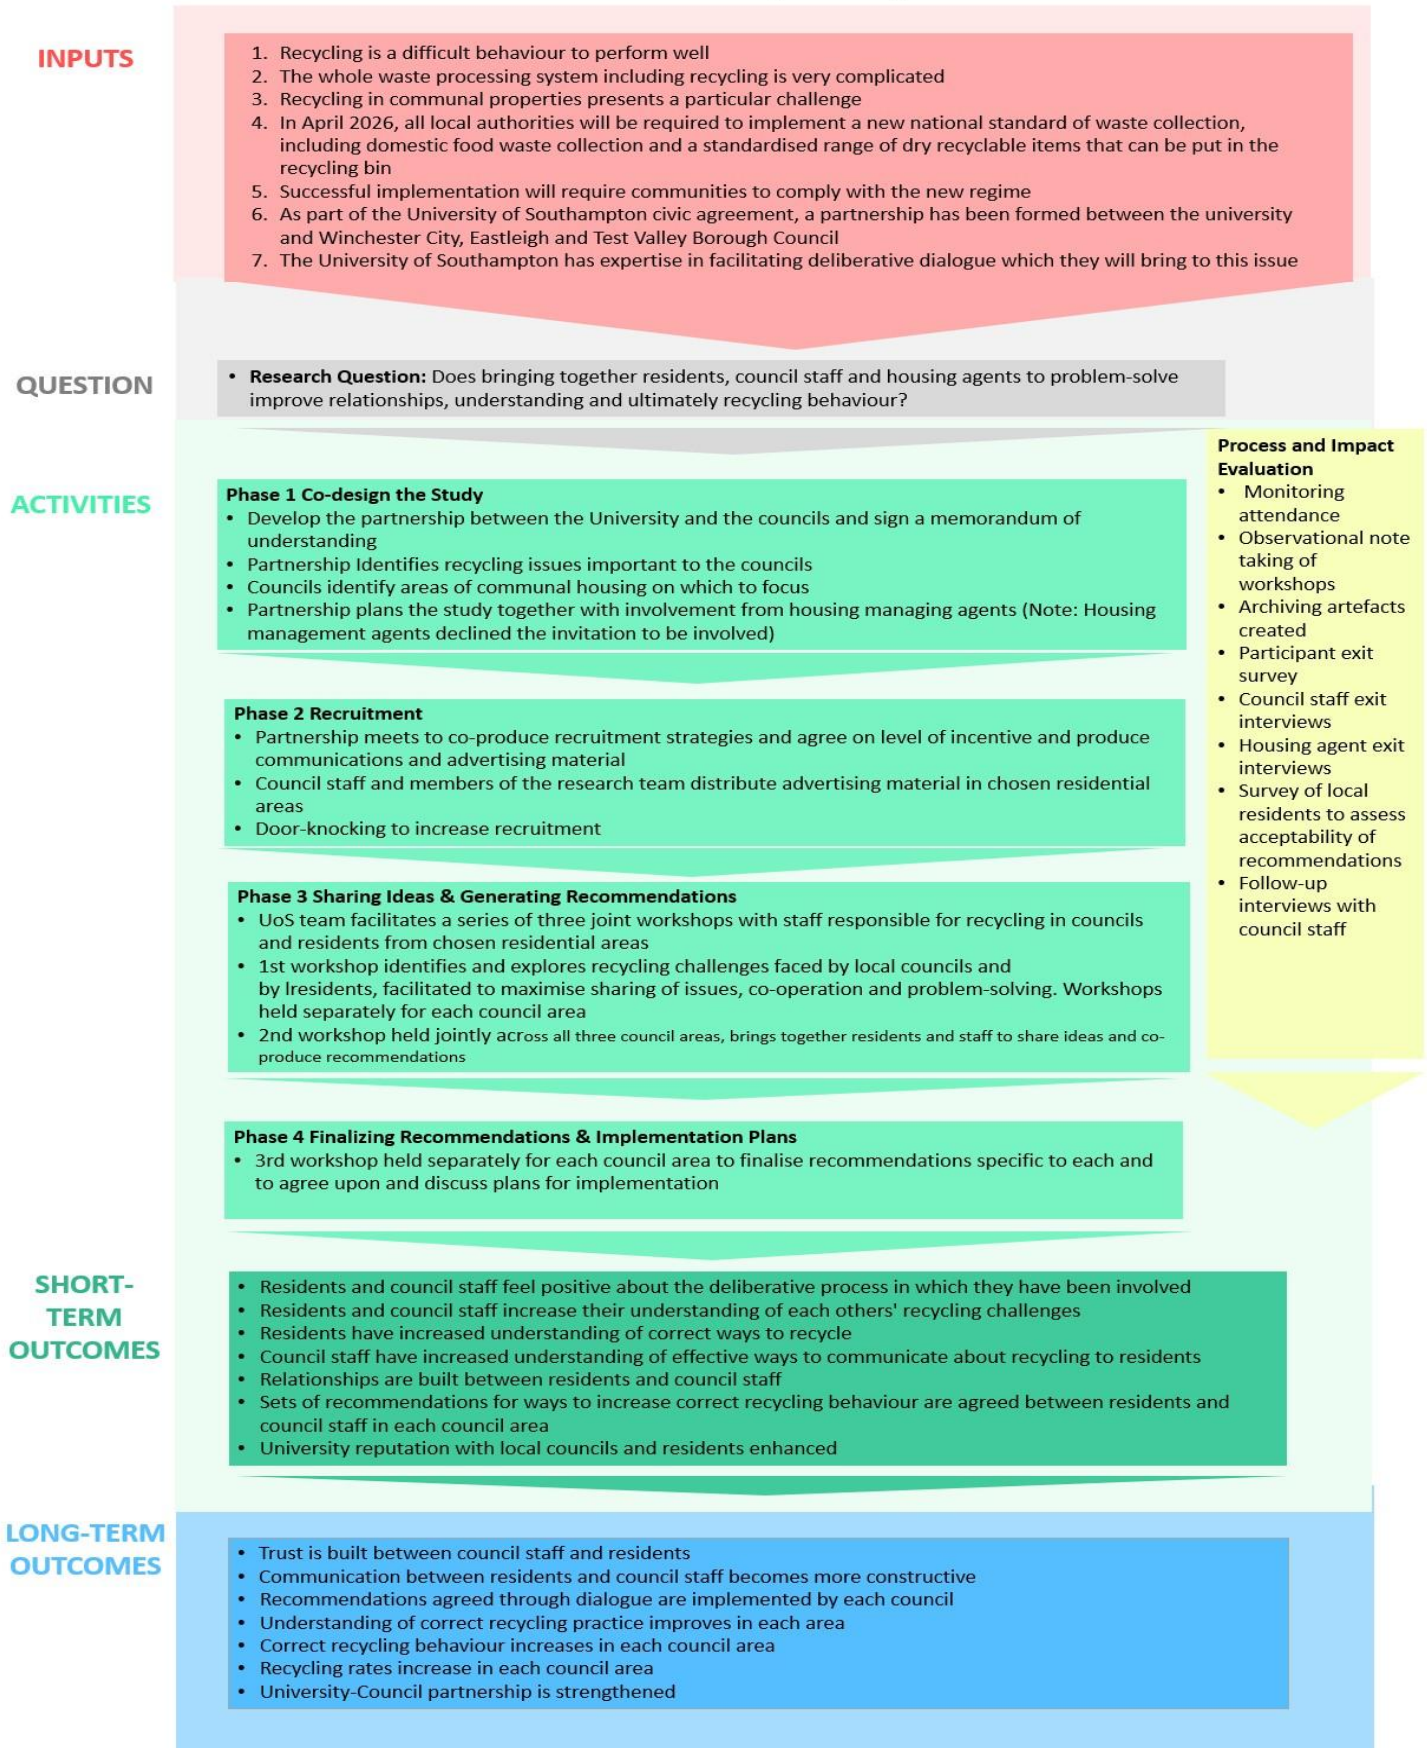 INPUTS
1. Recycling is a difficult behaviour to perform well
2. The whole waste processing system including recycling is very complicated
3. Recycling in communal properties presents a particular challenge
4. In April 2026, all local authorities will be required to implement a new national standard of waste collection,
including domestic food waste collection and a standardised range of dry recyclable items that can be put in the
recycling bin
5. Successful implementation will require communities to comply with the new regime
6. As part of the University of Southampton civic agreement, a partnership has been formed between the university
and Winchester City, Eastleigh and Test Valley Borough Council
7. The University of Southampton has expertise in facilitating deliberative dialogue which they will bring to this issue
QUESTION
• Research Question: Does bringing together residents, council staff and housing agents to problem-solve
improve relationships, understanding and ultimately recycling behaviour?
ACTIVITIES
Phase 1 Co-design the Study
• Develop the partnership between the University and the councils and sign a memorandum of
understanding
• Partnership Identifies recycling issues important to the councils
• Councils identify areas of communal housing on which to focus
• Partnership plans the study together with involvement from housing managing agents (Note: Housing
management agents declined the invitation to be involved)
Phase 2 Recruitment
• Partnership meets to co-produce recruitment strategies and agree on level of incentive and produce
communications and advertising material
• Council staff and members of the research team distribute advertising material in chosen residential
areas
• Door-knocking to increase recruitment
Phase 3 Sharing Ideas & Generating Recommendations
• UoS team facilitates a series of three joint workshops with staff responsible for recycling in councils
and residents from chosen residential areas
• 1st workshop identifies and explores recycling challenges faced by local councils and
by lresidents, facilitated to maximise sharing of issues, co-operation and problem-solving. Workshops
held separately for each council area
• 2nd workshop held jointly across all three council areas, brings together residents and staff to share ideas and co-
produce recommendations
Phase 4 Finalizing Recommendations & Implementation Plans
• 3rd workshop held separately for each council area to finalise recommendations specific to each and
to agree upon and discuss plans for implementation
Process and Impact
Evaluation
• Monitoring
attendance
• Observational note
taking of
workshops
• Archiving artefacts
created
• Participant exit
survey
• Council staff exit
interviews
• Housing agent exit
interviews
• Survey of local
residents to assess
acceptability of
recommendations
• Follow-up
interviews with
council staff
SHORT-
TERM
OUTCOMES
• Residents and council staff feel positive about the deliberative process in which they have been involved
• Residents and council staff increase their understanding of each others' recycling challenges
• Residents have increased understanding of correct ways to recycle
• Council staff have increased understanding of effective ways to communicate about recycling to residents
• Relationships are built between residents and council staff
• Sets of recommendations for ways to increase correct recycling behaviour are agreed between residents and
council staff in each council area
• University reputation with local councils and residents enhanced
LONG-TERM
OUTCOMES
• Trust is built between council staff and residents
• Communication between residents and council staff becomes more constructive
• Recommendations agreed through dialogue are implemented by each council
• Understanding of correct recycling practice improves in each area
• Correct recycling behaviour increases in each council area
• Recycling rates increase in each council area
• University-Council partnership is strengthened